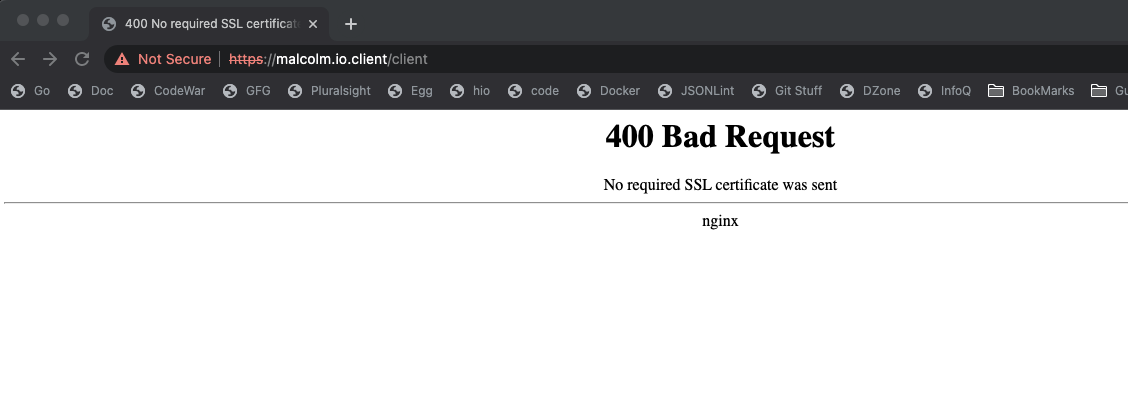 400 No required SSL certificat
Not Secure https://malcolm.io.client/client
Go Doc CodeWar GFG Pluralsight Egg hio code Docker JSONLint Git Stuff DZone InfoQ BookMarks Gu
400 Bad Request
No required SSL certificate was sent
nginx